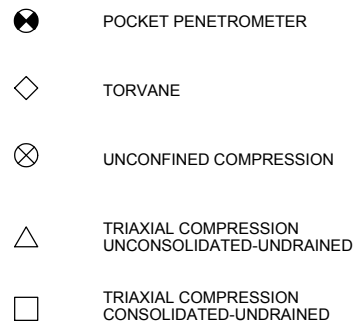 POCKET PENETROMETER
TORVANE
UNCONFINED COMPRESSION
TRIAXIAL COMPRESSION
UNCONSOLIDATED-UNDRAINED
TRIAXIAL COMPRESSION
CONSOLIDATED-UNDRAINED